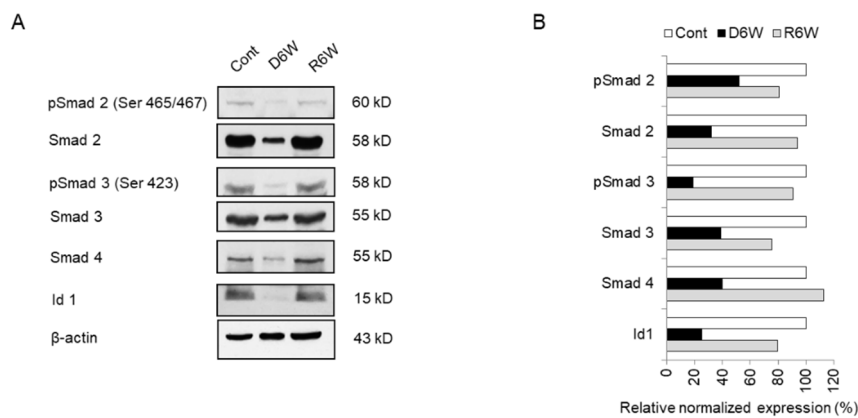 A
Cont D6W R6W
pSmad 2 (Ser 465/467) 60 kD
Smad 2 58 kD
pSmad 3 (Ser 423) 58 kD
Smad 3 55 kD
Smad 4 55 kD
Id 1 15 kD
β-actin 43 kD
B
Cont D6W R6W
pSmad 2
Smad 2
pSmad 3
Smad 3
Smad 4
Id1
0 20 40 60 80 100 120
Relative normalized expression (%)